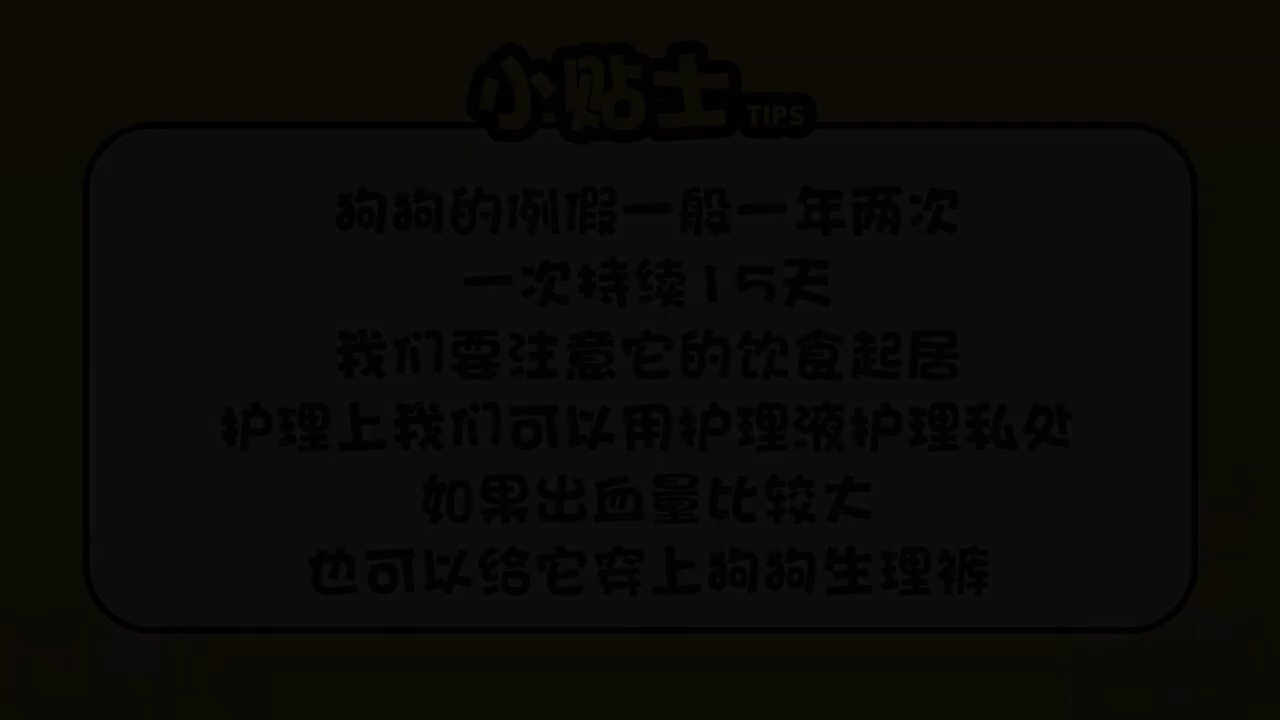 小贴士 TIPS
狗狗的例假一般一年两次
一次持续15天
我们要注意它的饮食起居
护理上我们可以用护理液护理私处
如果出血量比较大
也可以给它穿上狗狗生理裤